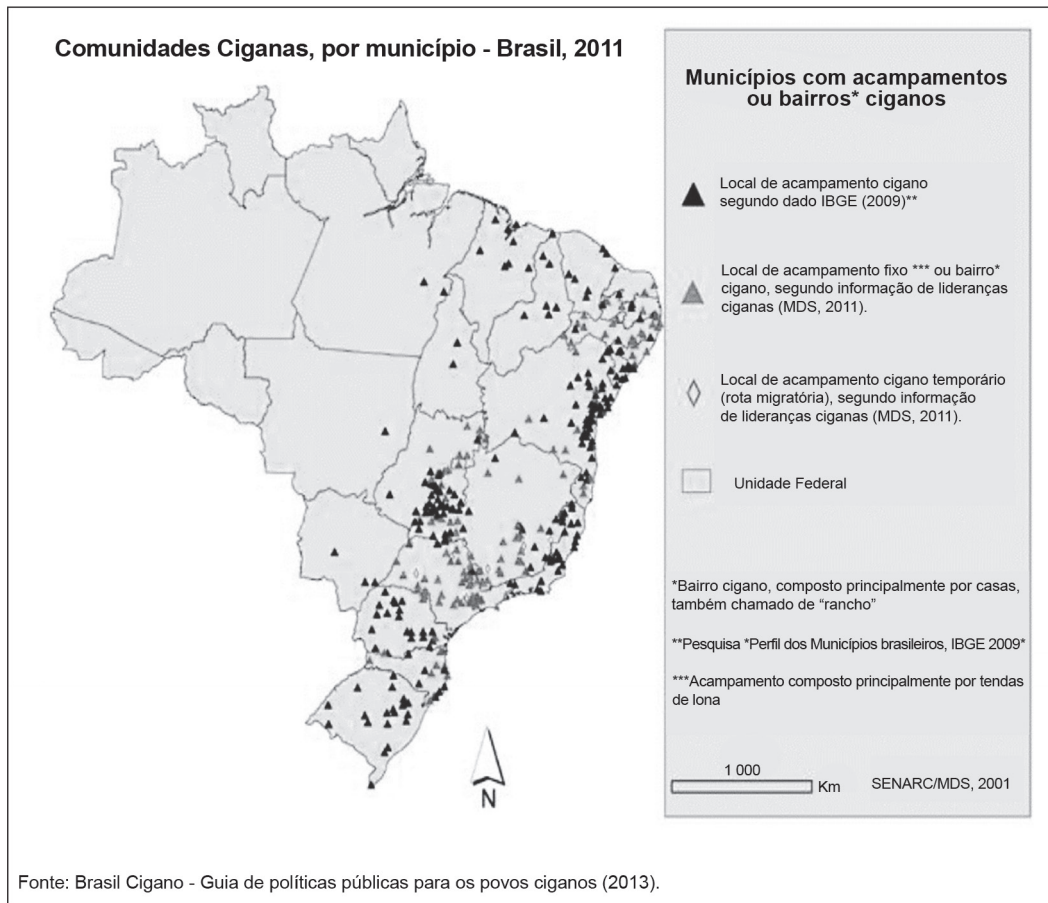 Comunidades Ciganas, por município - Brasil, 2011
Municípios com acampamentos
ou bairros* ciganos
Local de acampamento cigano
segundo dado IBGE (2009)**
Local de acampamento fixo *** ou bairro*
cigano, segundo informação de lideranças
ciganas (MDS, 2011).
Local de acampamento cigano temporário
(rota migratória), segundo informação
de lideranças ciganas (MDS, 2011).
Unidade Federal
*Bairro cigano, composto principalmente por casas,
também chamado de “rancho”
**Pesquisa *Perfil dos Municípios brasileiros, IBGE 2009*
***Acampamento composto principalmente por tendas
de lona
1 000
Km
SENARC/MDS, 2001
N
Fonte: Brasil Cigano - Guia de políticas públicas para os povos ciganos (2013).